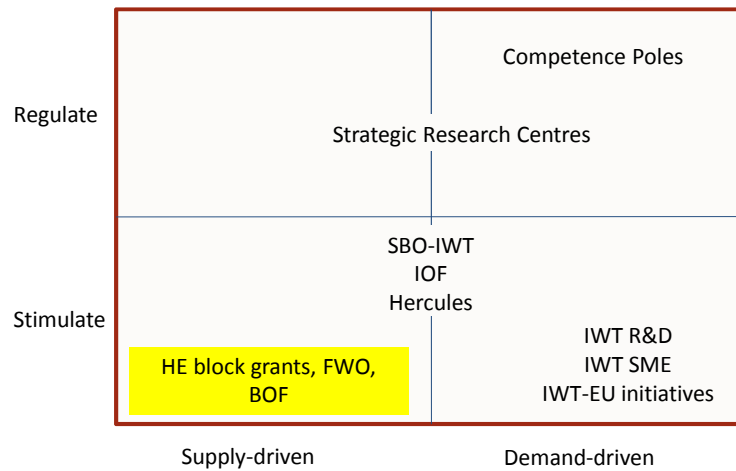 Competence Poles
Regulate
Strategic Research Centres
SBO-IWT
IOF
Hercules
Stimulate
IWT R&D
IWT SME
IWT-EU initiatives
HE block grants, FWO,
BOF
Supply-driven
Demand-driven